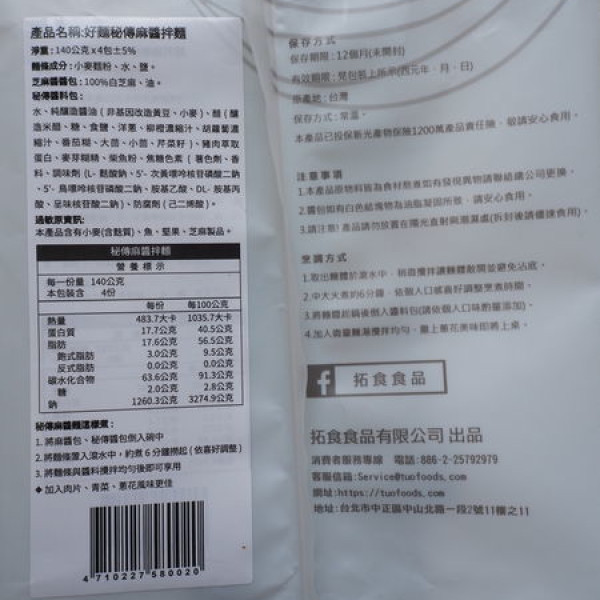 產品名稱:好麵秘傳麻醬拌麵
淨重:140公克x4包±5%
麵條成分:小麥麵粉、水、鹽。
芝麻醬醬包:100%白芝麻、油。
秘傳醬料包:
水、純釀造醬油(非基因改造黃豆、小麥)、醋(釀
造米醋、糖、食鹽、洋蔥、柳橙濃縮汁、胡蘿蔔濃
縮汁、番茄糊、大茴、小茴、芹菜籽)、豬肉萃取
蛋白、麥芽糊精、柴魚粉、焦糖色素(著色劑、香
料、調味劑(L-麩酸鈉、5'-次黃嘌呤核苷磷酸二鈉
、5'-鳥嘌呤核苷磷酸二鈉、胺基乙酸、DL-胺基丙
酸、呈味核苷酸二鈉)、防腐劑(己二烯酸)。
過敏原資訊:
本產品含有小麥(含麩質)、魚、堅果、芝麻製品。
秘傳麻醬拌麵
營養標示
每一份量 140公克
本包裝含 4份
每份 每100公克
熱量 483.7大卡 1035.7大卡
蛋白質 17.7公克 40.5公克
脂肪 17.6公克 56.5公克
飽式脂肪 3.0公克 9.5公克
反式脂肪 0.0公克 0.0公克
碳水化合物 63.6公克 91.3公克
糖 2.0公克 2.8公克
鈉 1260.3公克 3274.9公克
秘傳麻醬麵這樣煮:
1.將麻醬包、秘傳醬包倒入碗中
2.將麵條置入滾水中,約煮6分鐘撈起(依喜好調整)
3.將麵條與醬料攪拌均勻後即可享用
◆加入肉片、青菜、蔥花風味更佳
4 710227 580020
保存方式
保存期限:12個月(未開封)
有效期限:見包裝上所示(西元年.月.日)
原產地:台灣
保存方式:常溫。
本產品已投保新光產物保險1200萬產品責任險,敬請安心食用。
注意事項
1.本產品原物料皆為食材熬煮如有發現異物請聯絡總公司更換。
2.醬包如有白色結塊物為油脂凝固所致,請安心食用。
3.請注意!產品請勿放置在陽光直射與潮濕處(拆封後請儘速食用)。
烹調方式
1.取出麵體於滾水中,稍微攪拌讓麵體散開並避免沾底。
2.中大火煮約6分鐘,依個人口感喜好調整烹煮時間。
3.將麵體起鍋後倒入醬料包(請依個人口味酌量添加)。
4.加入微量麵湯攪拌均勻,撒上蔥花美味即將上桌。
f 拓食食品
拓食食品有限公司 出品
消費者服務專線 電話:886-2-25792979
客服信箱:Service@tuofoods.com
網址:https://tuofoods.com
地址:台北市中正區中山北路一段2號11樓之11